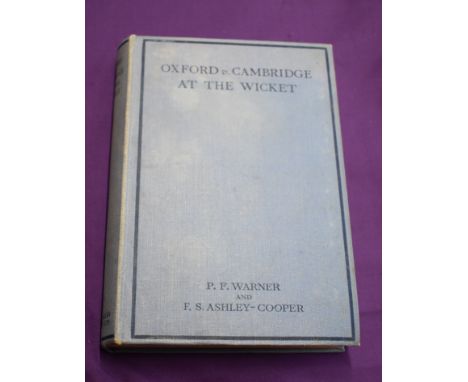 OXFORD v. CAMBRIDGE
AT THE WICKET
P. F. WARNER
AND
F. S. ASHLEY-COOPER